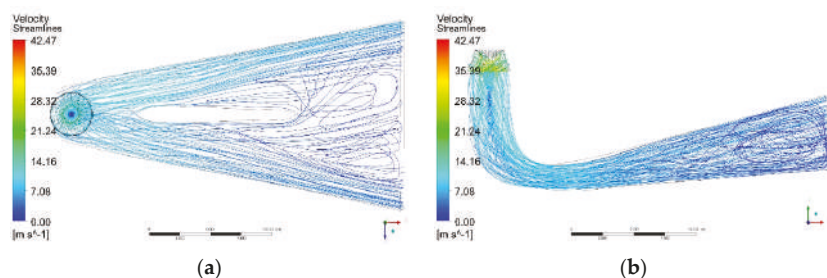 Velocity
Streamlines
42.47
35.39
28.32
21.24
14.16
7.08
0.00
[m s^-1]
(a)
Velocity
Streamlines
42.47
35.39
28.32
21.24
14.16
7.08
0.00
[m s^-1]
(b)